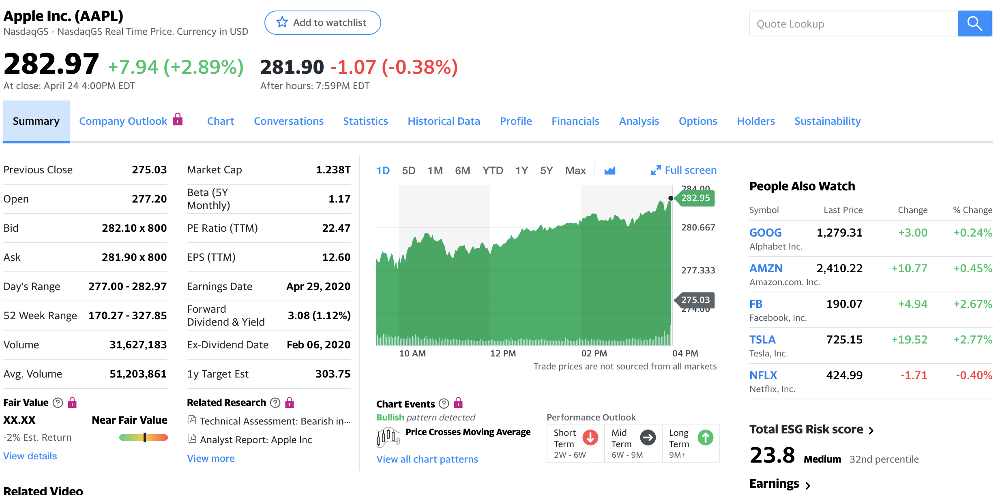 Apple Inc. (AAPL)
NasdaqGS - NasdaqGS Real Time Price. Currency in USD
Add to watchlist
Quote Lookup
282.97 +7.94 (+2.89%)
At close: April 24 4:00PM EDT
281.90 -1.07 (-0.38%)
After hours: 7:59PM EDT
Summary Company Outlook Chart Conversations Statistics Historical Data Profile Financials Analysis Options Holders Sustainability
Previous Close 275.03
Open 277.20
Bid 282.10 x 800
Ask 281.90 x 800
Day's Range 277.00 - 282.97
52 Week Range 170.27 - 327.85
Volume 31,627,183
Avg. Volume 51,203,861
Market Cap 1.238T
Beta (5Y
Monthly) 1.17
PE Ratio (TTM) 22.47
EPS (TTM) 12.60
Earnings Date Apr 29, 2020
Forward
Dividend & Yield 3.08 (1.12%)
Ex-Dividend Date Feb 06, 2020
1y Target Est 303.75
Fair Value ?
XX.XX Near Fair Value
-2% Est. Return
View details
Related Research ?
Technical Assessment: Bearish in...
Analyst Report: Apple Inc
View more
1D 5D 1M 6M YTD 1Y 5Y Max Full screen
284.00
282.95
280.667
277.333
275.03
274.00
10 AM 12 PM 02 PM 04 PM
Trade prices are not sourced from all markets
Chart Events ?
Bullish pattern detected
Price Crosses Moving Average
View all chart patterns
Performance Outlook
Short
Term
2W - 6W
Mid
Term
6W - 9M
Long
Term
9M+
People Also Watch
Symbol Last Price Change % Change
GOOG 1,279.31 +3.00 +0.24%
Alphabet Inc.
AMZN 2,410.22 +10.77 +0.45%
Amazon.com, Inc.
FB 190.07 +4.94 +2.67%
Facebook, Inc.
TSLA 725.15 +19.52 +2.77%
Tesla, Inc.
NFLX 424.99 -1.71 -0.40%
Netflix, Inc.
Total ESG Risk score
23.8 Medium 32nd percentile
Earnings
Related Video